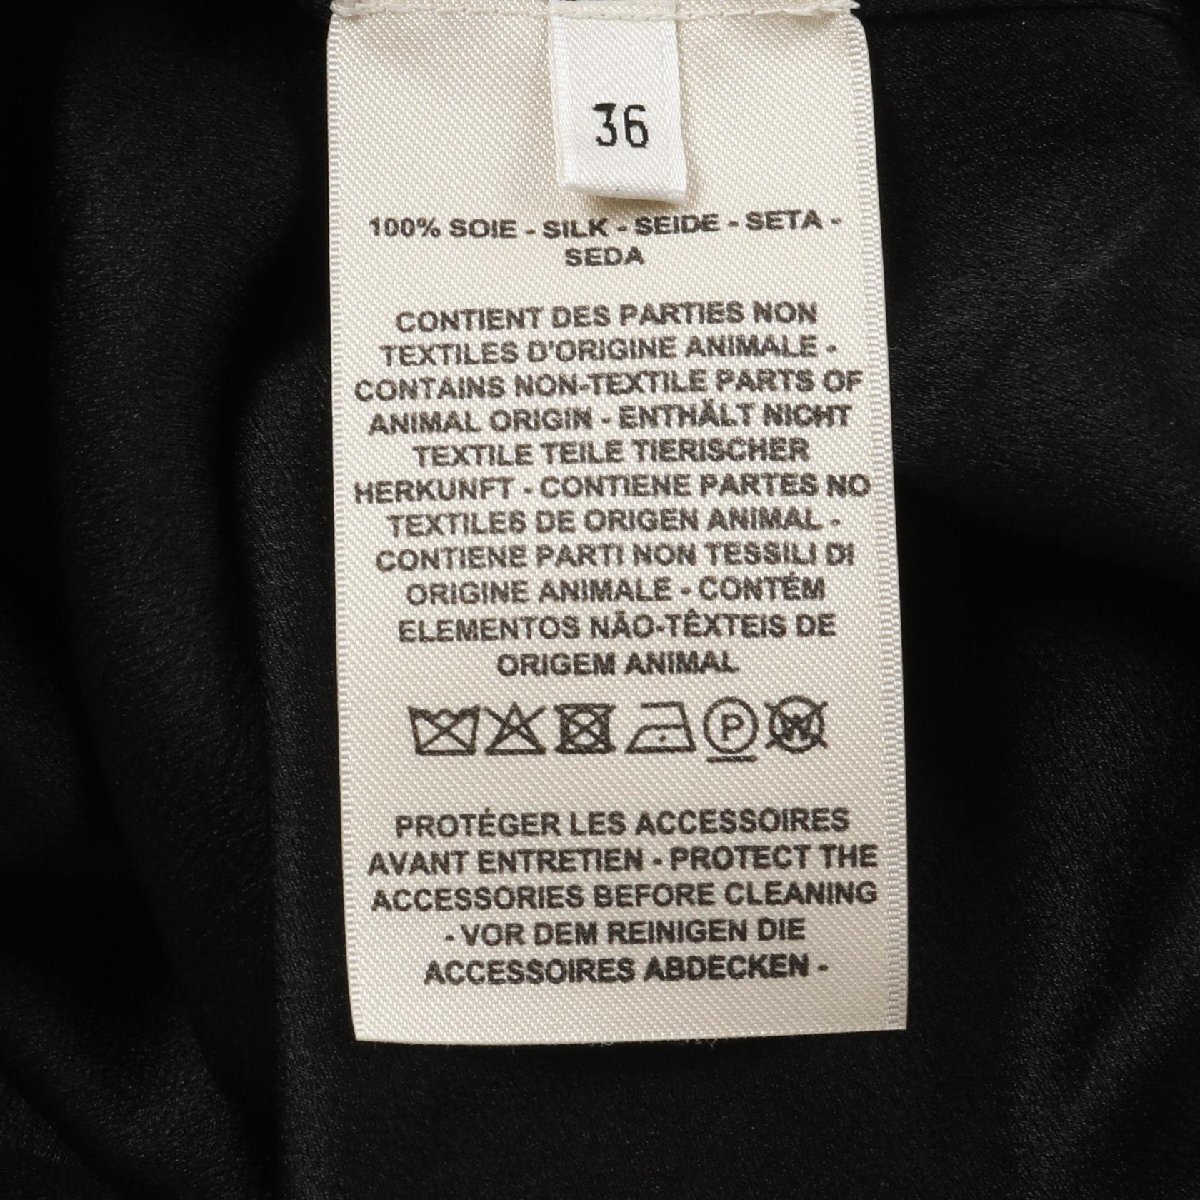 36
100% SOIE - SILK - SEIDE - SETA -
SEDA
CONTIENT DES PARTIES NON
TEXTILES D'ORIGINE ANIMALE -
CONTAINS NON-TEXTILE PARTS OF
ANIMAL ORIGIN - ENTHÄLT NICHT
TEXTILE TEILE TIERISCHER
HERKUNFT - CONTIENE PARTES NO
TEXTILES DE ORIGEN ANIMAL -
CONTIENE PARTI NON TESSILI DI
ORIGINE ANIMALE - CONTÉM
ELEMENTOS NÃO-TÊXTEIS DE
ORIGEM ANIMAL
P W
PROTÉGER LES ACCESSOIRES
AVANT ENTRETIEN - PROTECT THE
ACCESSORIES BEFORE CLEANING
- VOR DEM REINIGEN DIE
ACCESSOIRES ABDECKEN -